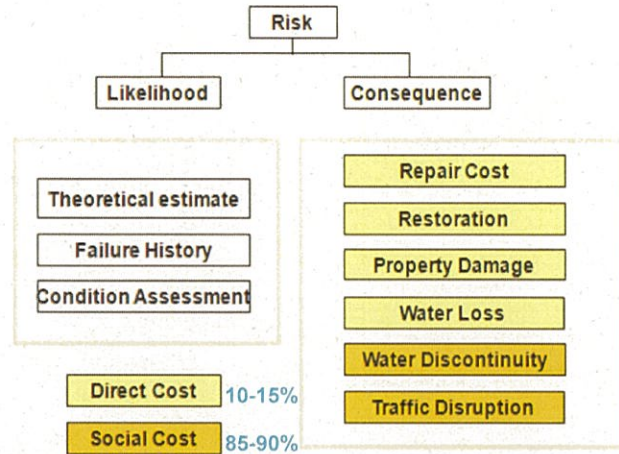 Risk
Likelihood
Consequence
Theoretical estimate
Failure History
Condition Assessment
Repair Cost
Restoration
Property Damage
Water Loss
Water Discontinuity
Traffic Disruption
Direct Cost 10-15%
Social Cost 85-90%